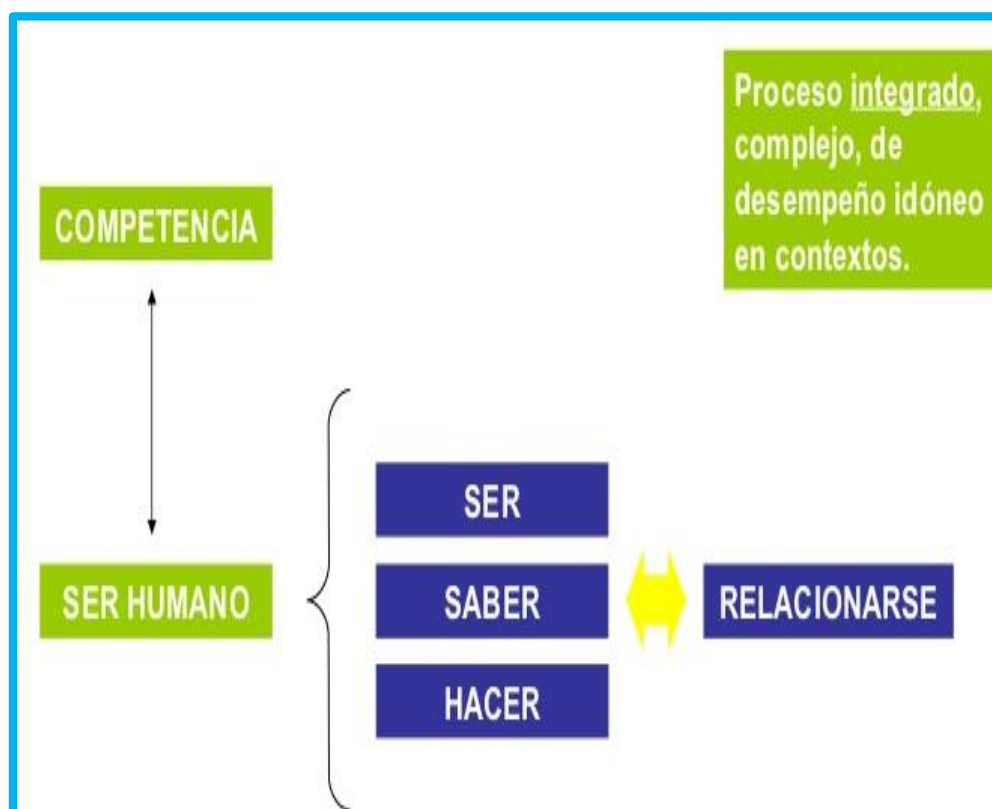 Proceso integrado,
complejo, de
desempeño idóneo
en contextos.
COMPETENCIA
SER HUMANO
SER
SABER
HACER
RELACIONARSE